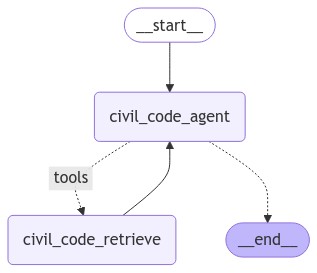 __start__
civil_code_agent
tools
civil_code_retrieve
__end__